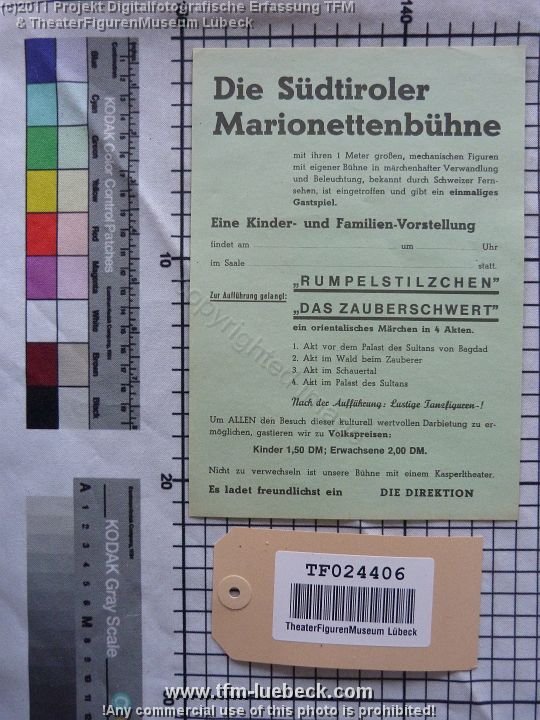 (c)2011 Projekt Digitalfotografische Erfassung TFM
& TheaterFigurenMuseum Lübeck
140
Die Südtiroler
Marionettenbühne
mit ihren 1 Meter großen, mechanischen Figuren
mit eigener Bühne in märchenhafter Verwandlung
und Beleuchtung, bekannt durch Schweizer Fern-
sehen, ist eingetroffen und gibt ein einmaliges
Gastspiel.
Eine Kinder- und Familien-Vorstellung
findet am um Uhr
im Saale statt.
Zur Aufführung gelangt:
„RUMPELSTILZCHEN"
„DAS ZAUBERSCHWERT"
ein orientalisches Märchen in 4 Akten.
1. Akt vor dem Palast des Sultans von Bagdad
2. Akt im Wald beim Zauberer
3. Akt im Schauertal
4. Akt im Palast des Sultans
Nach der Aufführung: Lustige Tanzfiguren-!
Um ALLEN den Besuch dieser kulturell wertvollen Darbietung zu er-
möglichen, gastieren wir zu Volkspreisen:
Kinder 1,50 DM; Erwachsene 2,00 DM.
Nicht zu verwechseln ist unsere Bühne mit einem Kasperltheater.
Es ladet freundlichst ein DIE DIREKTION
KODAK Color Control Patches
Blue
Cyan
Green
Yellow
Red
Magenta
White
Brown
Black
10
20
KODAK Gray Scale
A
M
TF024406
TheaterFigurenMuseum Lübeck
www.tfm-luebeck.com
!Any commercial use of this photo is prohibited!